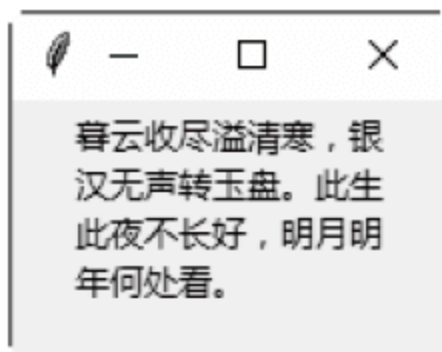 暮云收尽溢清寒，银
汉无声转玉盘。此生
此夜不长好，明月明
年何处看。